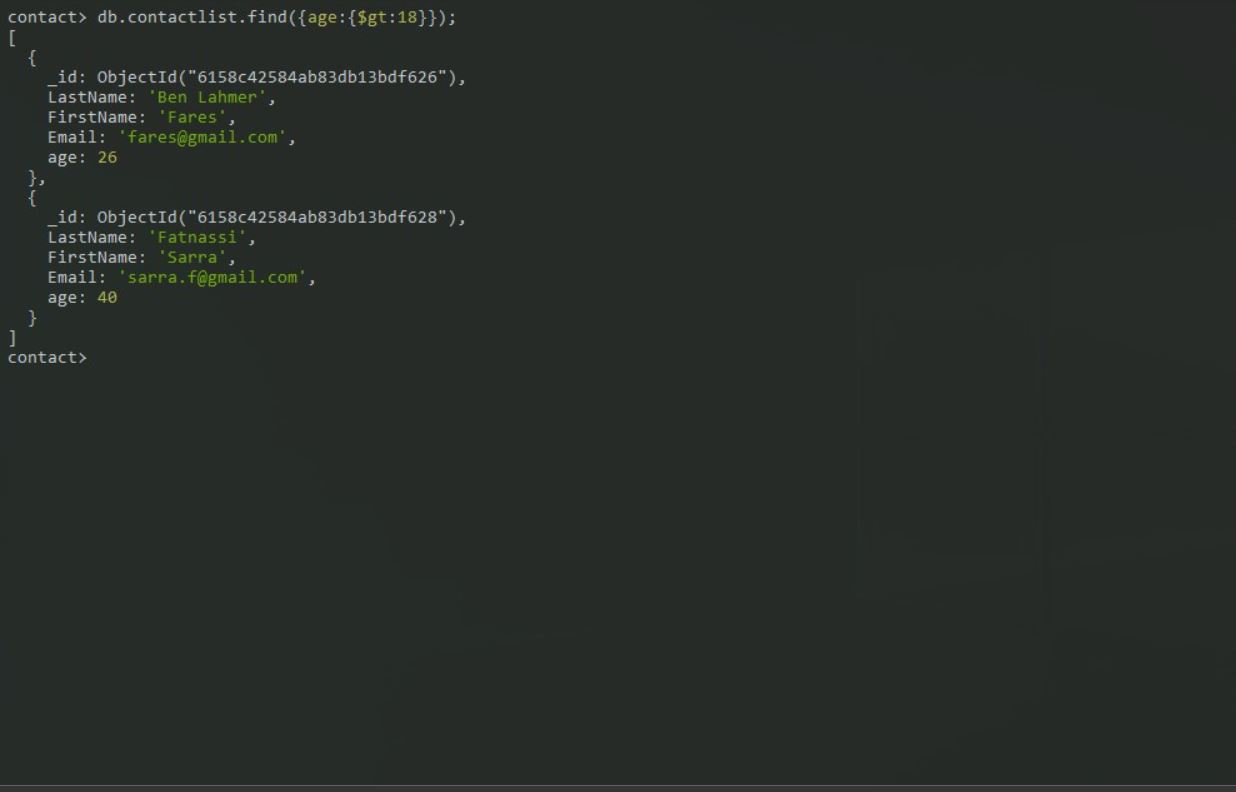 contact> db.contactlist.find({age:{$gt:18}});
[
  {
    _id: ObjectId("6158c42584ab83db13bdf626"),
    LastName: 'Ben Lahmer',
    FirstName: 'Fares',
    Email: 'fares@gmail.com',
    age: 26
  },
  {
    _id: ObjectId("6158c42584ab83db13bdf628"),
    LastName: 'Fatnassi',
    FirstName: 'Sarra',
    Email: 'sarra.f@gmail.com',
    age: 40
  }
]
contact>